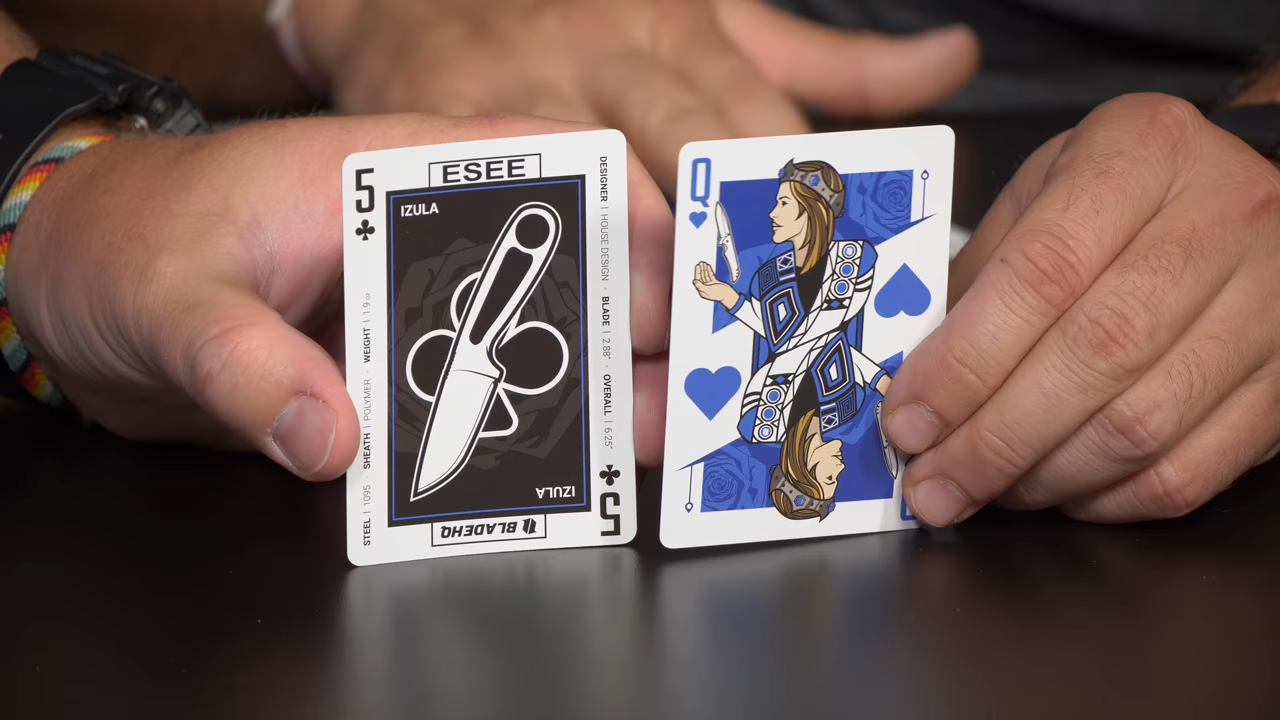 5
ESEE
IZULA
DESIGNER | HOUSE DESIGN · BLADE | 2.88" · OVERALL | 6.25"
STEEL | 1095 · SHEATH | POLYMER · WEIGHT | 1.9 oz
IZULA
BLADEHQ
5
Q